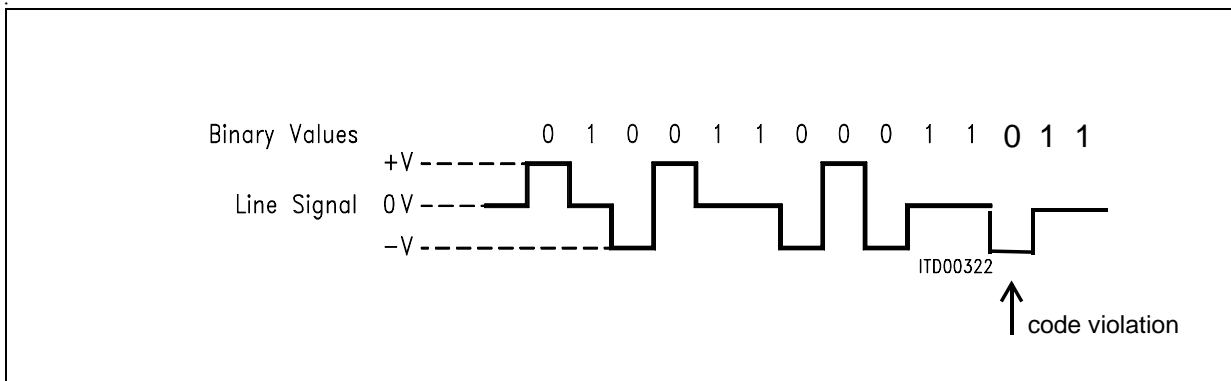 Binary Values 0 1 0 0 1 1 0 0 0 1 1 0 1 1
+V
Line Signal 0V
-V
ITD00322
code violation